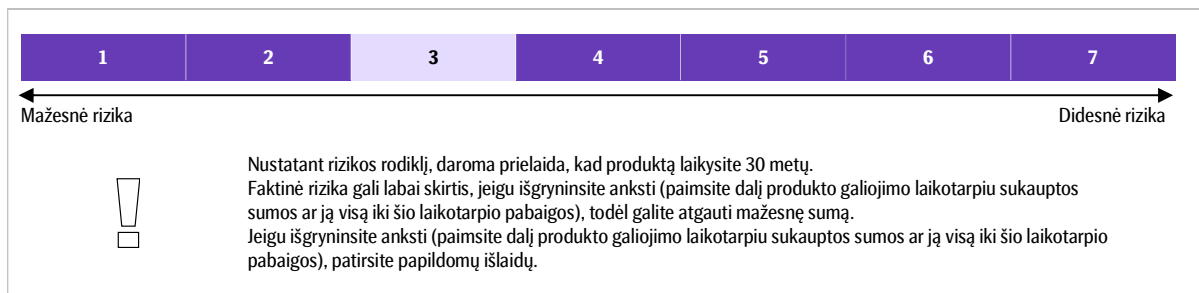 1 2 3 4 5 6 7
Mažesnė rizika Didesnė rizika
Nustatant rizikos rodiklį, daroma prielaida, kad produktą laikysite 30 metų.
Faktinė rizika gali labai skirtis, jeigu išgryninsite anksti (paimsite dalį produkto galiojimo laikotarpiu sukauptos
sumos ar ją visą iki šio laikotarpio pabaigos), todėl galite atgauti mažesnę sumą.
Jeigu išgryninsite anksti (paimsite dalį produkto galiojimo laikotarpiu sukauptos sumos ar ją visą iki šio laikotarpio
pabaigos), patirsite papildomų išlaidų.